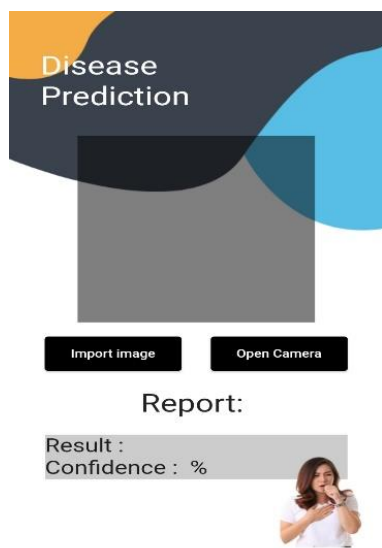 Disease
Prediction
Import image
Open Camera
Report:
Result :
Confidence : %